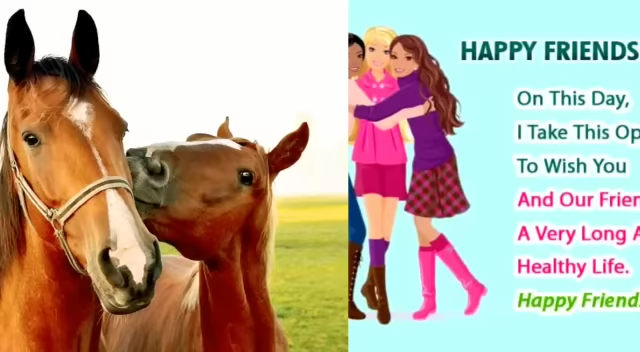 HAPPY FRIENDS
On This Day,
I Take This Op
To Wish You
And Our Frien
A Very Long A
Healthy Life.
Happy Friend